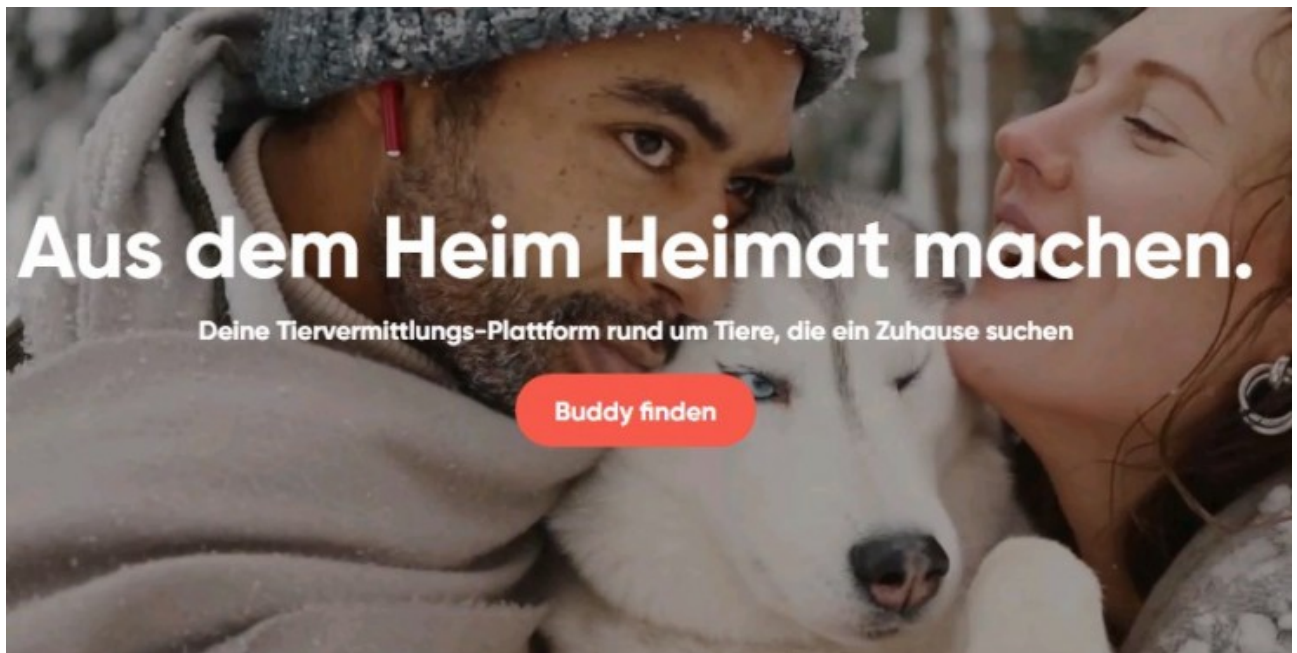 Aus dem Heim Heimat machen.
Deine Tiervermittlungs-Plattform rund um Tiere, die ein Zuhause suchen
Buddy finden